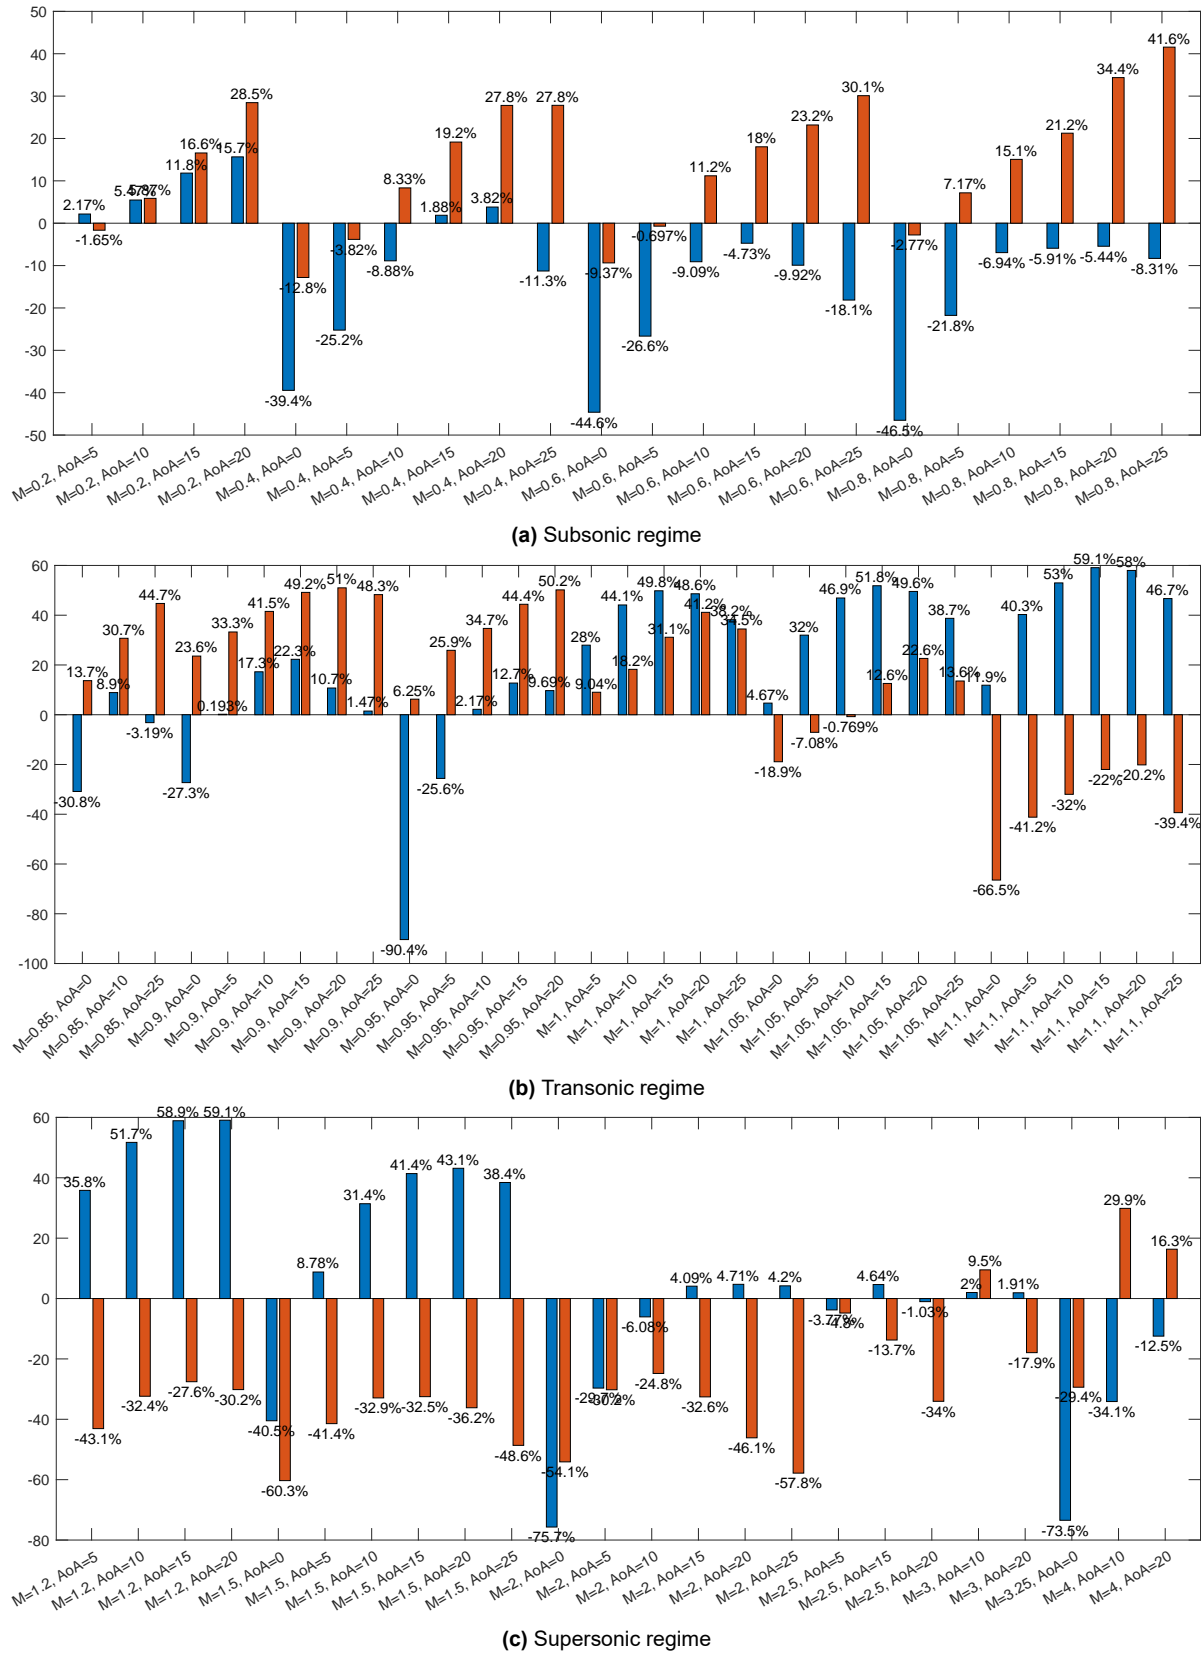 50
40
30
20
10
0
-10
-20
-30
-40
-50
2.17%
-1.65%
5.47%
5.87%
11.8%
16.6%
15.7%
28.5%
-39.4%
-12.8%
-25.2%
-3.82%
-8.88%
8.33%
1.88%
19.2%
3.82%
27.8%
-11.3%
27.8%
-44.6%
-9.37%
-26.6%
-0.697%
-9.09%
11.2%
-4.73%
18%
-9.92%
23.2%
-18.1%
30.1%
-46.5%
-2.77%
-21.8%
7.17%
-6.94%
15.1%
-5.91%
21.2%
-5.44%
34.4%
-8.31%
41.6%
M=0.2, AoA=5
M=0.2, AoA=10
M=0.2, AoA=15
M=0.2, AoA=20
M=0.4, AoA=0
M=0.4, AoA=5
M=0.4, AoA=10
M=0.4, AoA=15
M=0.4, AoA=20
M=0.4, AoA=25
M=0.6, AoA=0
M=0.6, AoA=5
M=0.6, AoA=10
M=0.6, AoA=15
M=0.6, AoA=20
M=0.6, AoA=25
M=0.8, AoA=0
M=0.8, AoA=5
M=0.8, AoA=10
M=0.8, AoA=15
M=0.8, AoA=20
M=0.8, AoA=25
(a) Subsonic regime
60
40
20
0
-20
-40
-60
-80
-100
-30.8%
13.7%
8.9%
30.7%
-3.19%
44.7%
-27.3%
23.6%
0.193%
33.3%
17.3%
41.5%
22.3%
49.2%
10.7%
51%
1.47%
48.3%
-90.4%
6.25%
-25.6%
25.9%
2.17%
34.7%
12.7%
44.4%
9.69%
50.2%
28%
9.04%
44.1%
18.2%
49.8%
31.1%
48.6%
41.2%
38.2%
34.5%
4.67%
-18.9%
32%
-7.08%
46.9%
-0.769%
51.8%
12.6%
49.6%
22.6%
38.7%
13.6%
11.9%
-66.5%
40.3%
-41.2%
53%
-32%
59.1%
-22%
58%
-20.2%
46.7%
-39.4%
M=0.85, AoA=0
M=0.85, AoA=10
M=0.85, AoA=25
M=0.9, AoA=0
M=0.9, AoA=5
M=0.9, AoA=10
M=0.9, AoA=15
M=0.9, AoA=20
M=0.9, AoA=25
M=0.95, AoA=0
M=0.95, AoA=5
M=0.95, AoA=10
M=0.95, AoA=15
M=0.95, AoA=20
M=1, AoA=5
M=1, AoA=10
M=1, AoA=15
M=1, AoA=20
M=1, AoA=25
M=1.05, AoA=0
M=1.05, AoA=5
M=1.05, AoA=10
M=1.05, AoA=15
M=1.05, AoA=20
M=1.05, AoA=25
M=1.1, AoA=0
M=1.1, AoA=5
M=1.1, AoA=10
M=1.1, AoA=15
M=1.1, AoA=20
M=1.1, AoA=25
(b) Transonic regime
60
40
20
0
-20
-40
-60
-80
35.8%
-43.1%
51.7%
-32.4%
58.9%
-27.6%
59.1%
-30.2%
-40.5%
-60.3%
8.78%
-41.4%
31.4%
-32.9%
41.4%
-32.5%
43.1%
-36.2%
38.4%
-48.6%
-75.7%
-54.1%
-29.7%
-30.2%
-6.08%
-24.8%
4.09%
-32.6%
4.71%
-46.1%
4.2%
-57.8%
-3.77%
-4.8%
4.64%
-13.7%
-1.03%
-34%
2%
9.5%
1.91%
-17.9%
-73.5%
-29.4%
-34.1%
29.9%
-12.5%
16.3%
M=1.2, AoA=5
M=1.2, AoA=10
M=1.2, AoA=15
M=1.2, AoA=20
M=1.5, AoA=0
M=1.5, AoA=5
M=1.5, AoA=10
M=1.5, AoA=15
M=1.5, AoA=20
M=1.5, AoA=25
M=2, AoA=0
M=2, AoA=5
M=2, AoA=10
M=2, AoA=15
M=2, AoA=20
M=2, AoA=25
M=2.5, AoA=5
M=2.5, AoA=15
M=2.5, AoA=20
M=3, AoA=10
M=3, AoA=20
M=3.25, AoA=0
M=4, AoA=10
M=4, AoA=20
(c) Supersonic regime